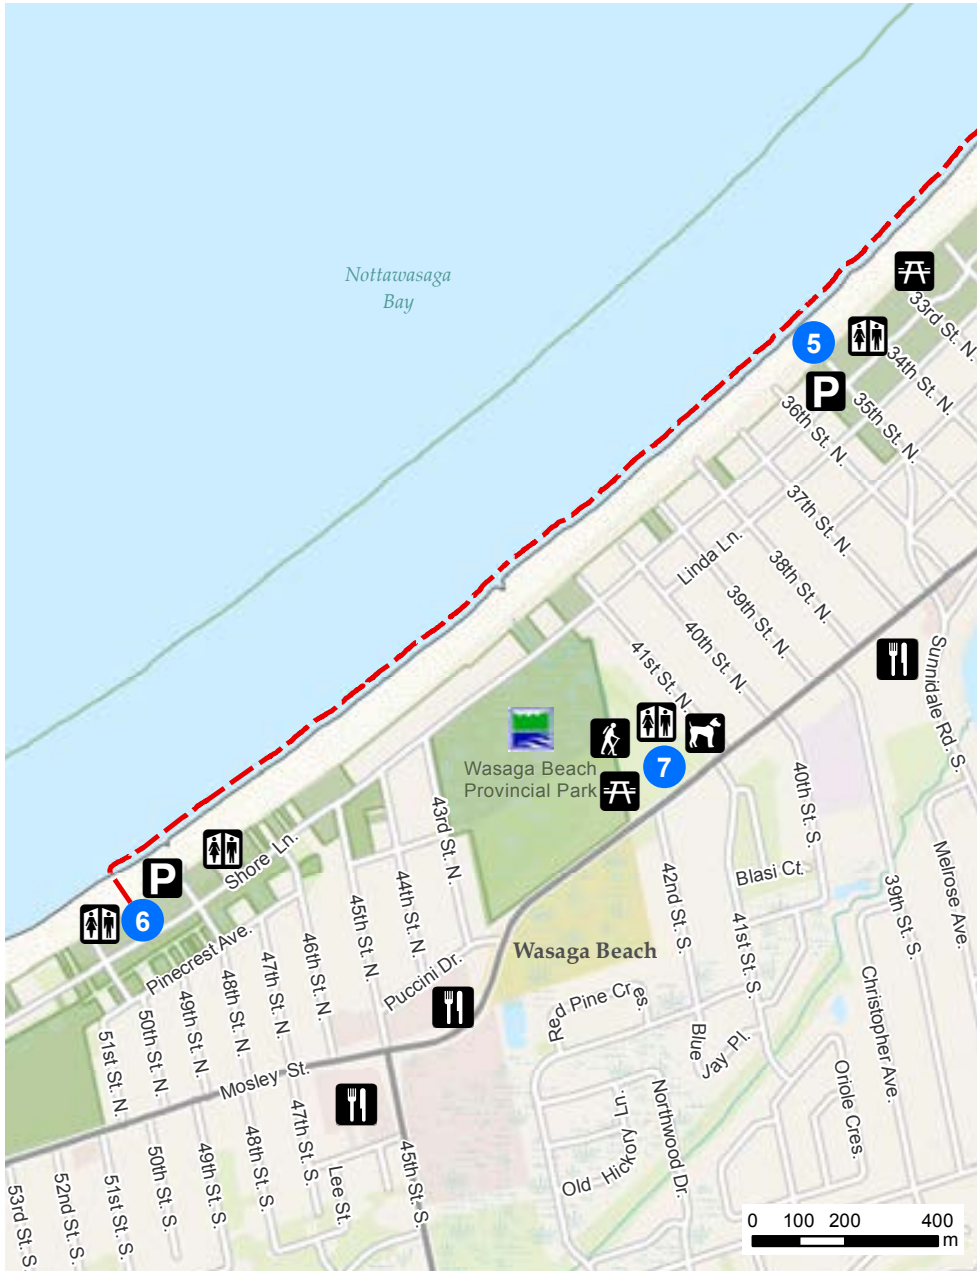 Nottawasaga
Bay
33rd St. N.
5
34th St. N.
P
35th St. N.
36th St. N.
37th St. N.
Linda Ln.
38th St. N.
39th St. N.
40th St. N.
41st St. N.
Sunnidale Rd. S.
Wasaga Beach
Provincial Park
7
43rd St. N.
40th St. S.
Shore Ln.
P
Melrose Ave.
Blasi Ct.
44th St. N.
42nd St. S.
39th St. S.
45th St. N.
6
41st St. S.
46th St. N.
Pinecrest Ave.
Wasaga Beach
47th St. N.
Puccini Dr.
48th St. N.
Red Pine Cres.
Christopher Ave.
49th St. N.
50th St. N.
51st St. N.
Blue
Jay Pl.
Oriole Cres.
Mosley St.
Northwood Dr.
Old Hickory Ln.
47th St. S.
48th St. S.
Lee St.
45th St. S.
49th St. S.
50th St. S.
51st St. S.
52nd St. S.
53rd St. S.
0 100 200 400
m